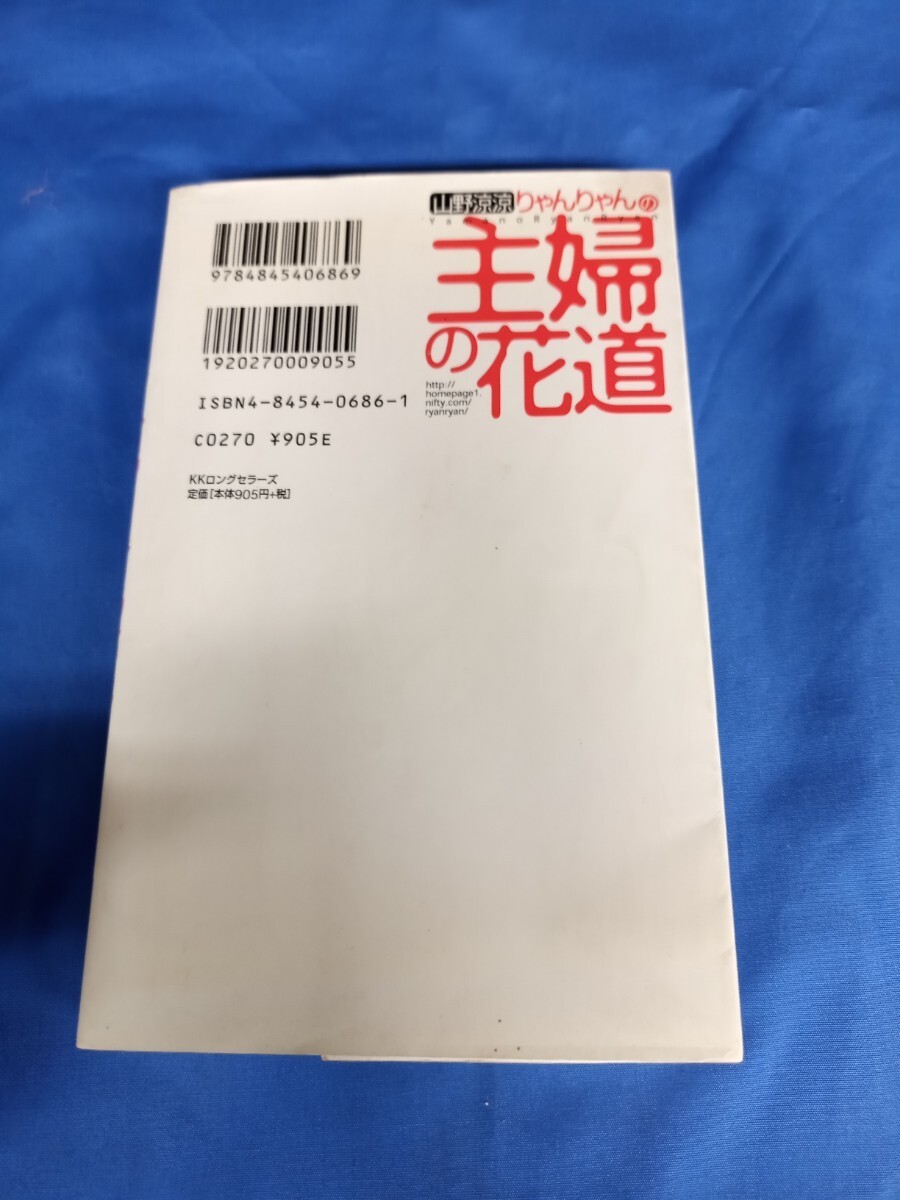 山野涼涼りゃんりゃんの
YamanoRyanRyan
主婦
の花道
http://
homepage1.
nifty.com/
ryanryan/
9784845406869
1920270009055
ISBN4-8454-0686-1
C0270 ¥905E
KKロングセラーズ
定価[本体905円+税]